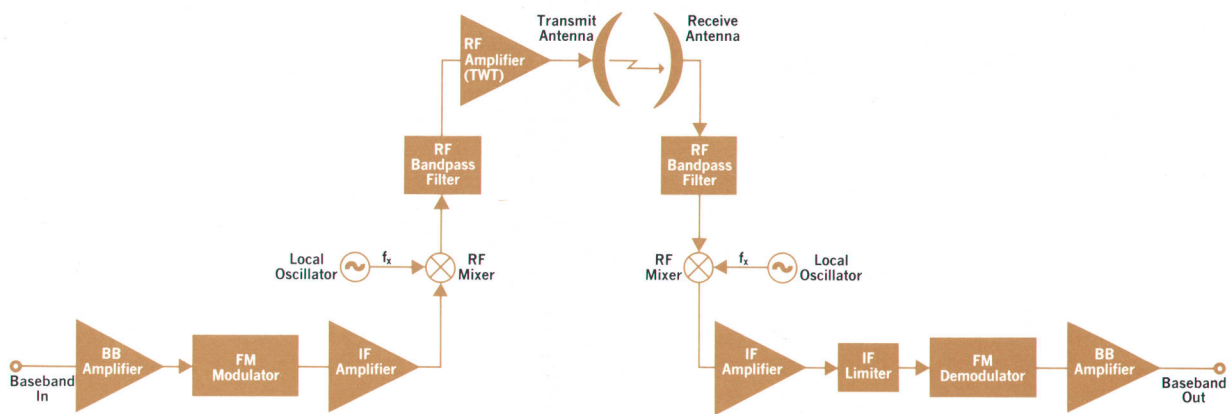 Transmit
Antenna
Receive
Antenna
RF
Amplifier
(TWT)
RF
Bandpass
Filter
RF
Bandpass
Filter
Local
Oscillator
fx
RF
Mixer
RF
Mixer
fx
Local
Oscillator
BB
Amplifier
FM
Modulator
IF
Amplifier
IF
Amplifier
IF
Limiter
FM
Demodulator
BB
Amplifier
Baseband
In
Baseband
Out